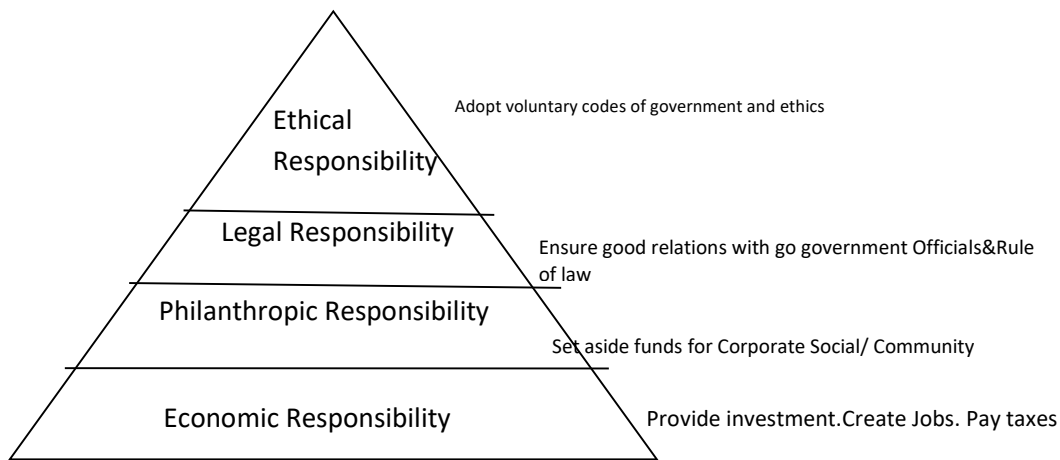 Ethical
Responsibility
Adopt voluntary codes of government and ethics
Legal Responsibility
Ensure good relations with go government Officials&Rule
of law
Philanthropic Responsibility
Set aside funds for Corporate Social/ Community
Economic Responsibility
Provide investment.Create Jobs. Pay taxes